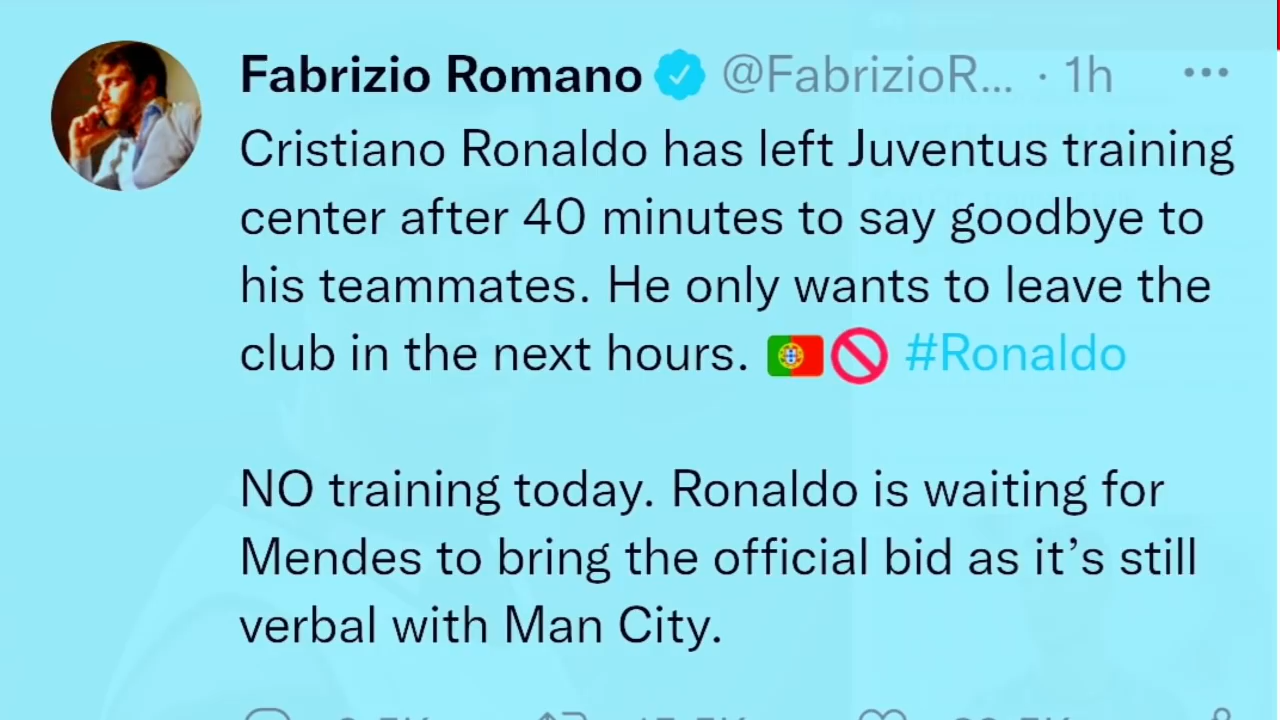 Fabrizio Romano @FabrizioR... · 1h
Cristiano Ronaldo has left Juventus training
center after 40 minutes to say goodbye to
his teammates. He only wants to leave the
club in the next hours. 🇵🇹🚫 #Ronaldo
NO training today. Ronaldo is waiting for
Mendes to bring the official bid as it’s still
verbal with Man City.